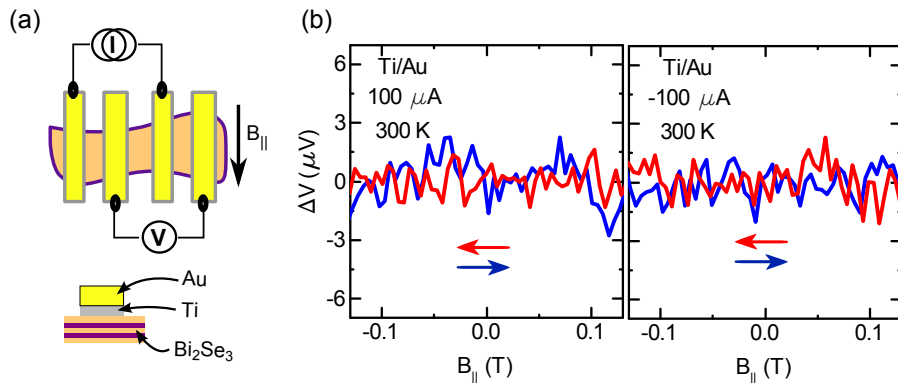 (a)
I
B||
V
Au
Ti
Bi2Se3
(b)
ΔV (μV)
6
3
0
-3
-6
Ti/Au
100 μA
300 K
-0.1 0.0 0.1
B|| (T)
Ti/Au
-100 μA
300 K
-0.1 0.0 0.1
B|| (T)